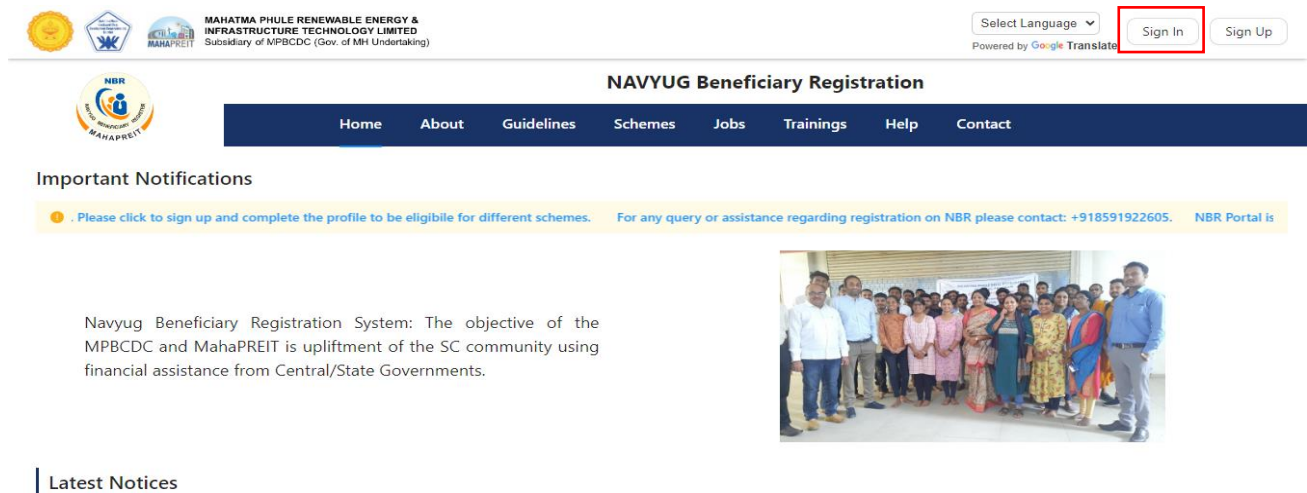 MAHAPREIT
MAHATMA PHULE RENEWABLE ENERGY &
INFRASTRUCTURE TECHNOLOGY LIMITED
Subsidiary of MPBCDC (Gov. of MH Undertaking)
Select Language
Powered by Google Translate
Sign In
Sign Up
NBR
MAHAPREIT
NAVYUG Beneficiary Registration
Home About Guidelines Schemes Jobs Trainings Help Contact
Important Notifications
. Please click to sign up and complete the profile to be eligibile for different schemes. For any query or assistance regarding registration on NBR please contact: +918591922605. NBR Portal is
Navyug Beneficiary Registration System: The objective of the
MPBCDC and MahaPREIT is upliftment of the SC community using
financial assistance from Central/State Governments.
Latest Notices